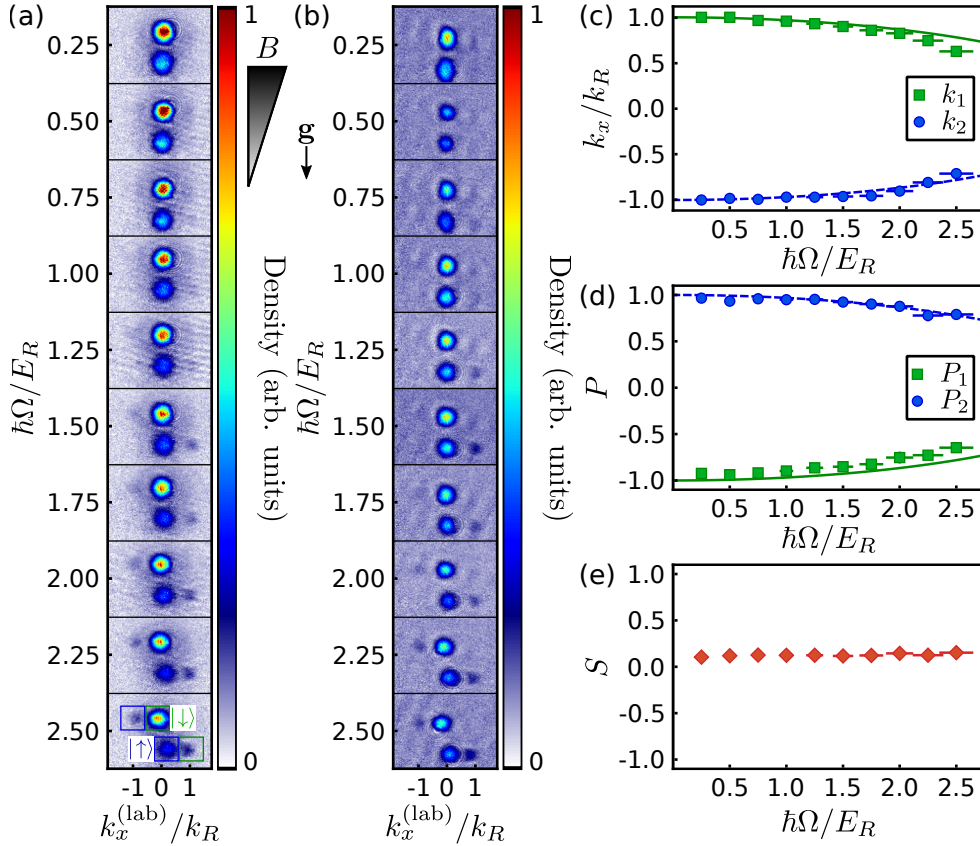 (a)
ħΩ/E_R
0.25
0.50
0.75
1.00
1.25
1.50
1.75
2.00
2.25
2.50
|↓⟩
|↑⟩
-1 0 1
k_x^(lab)/k_R
1
0
Density (arb. units)
B
g
(b)
ħΩ/E_R
0.25
0.50
0.75
1.00
1.25
1.50
1.75
2.00
2.25
2.50
-1 0 1
k_x^(lab)/k_R
1
0
Density (arb. units)
(c)
k_x/k_R
1.0
0.5
0.0
-0.5
-1.0
k_1
k_2
0.5 1.0 1.5 2.0 2.5
ħΩ/E_R
(d)
P
1.0
0.5
0.0
-0.5
-1.0
P_1
P_2
0.5 1.0 1.5 2.0 2.5
ħΩ/E_R
(e)
S
1.0
0.5
0.0
-0.5
-1.0
0.5 1.0 1.5 2.0 2.5
ħΩ/E_R